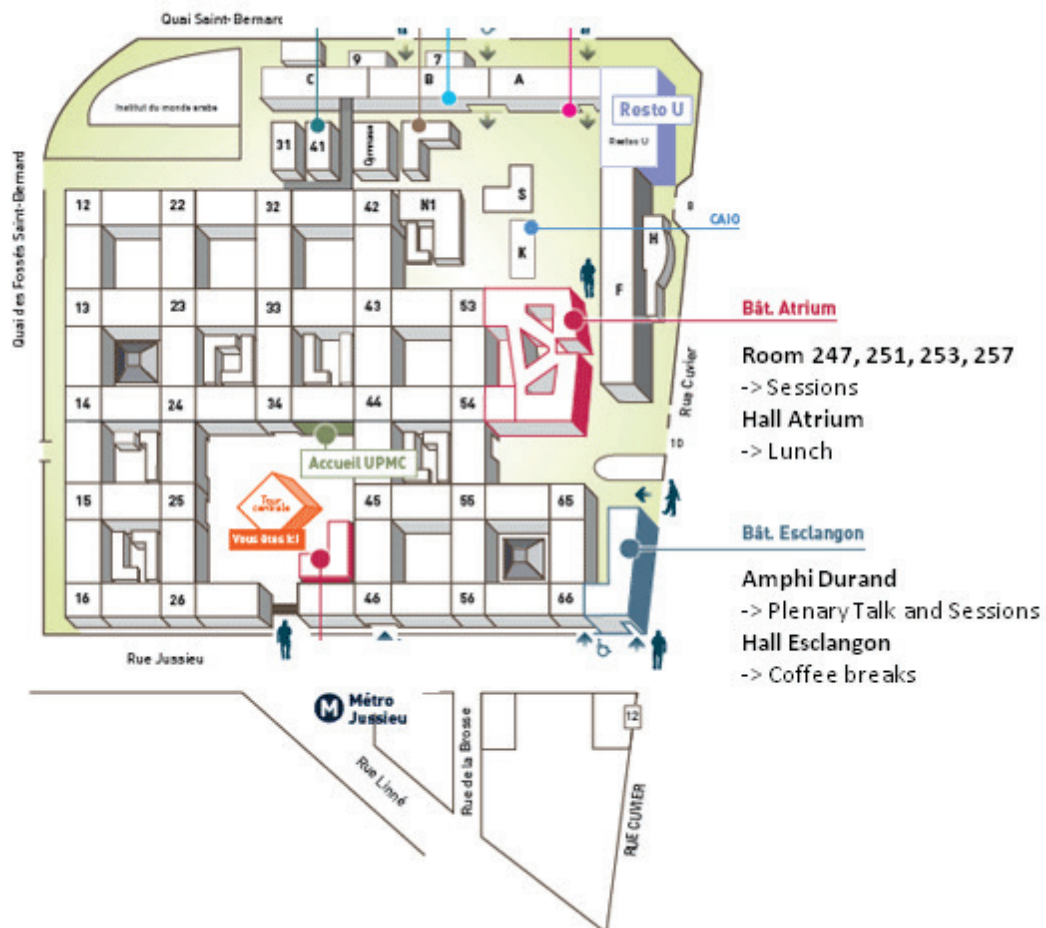 Quai Saint-Bernard
9
7
C
B
A
Institut du monde arabe
Resto U
Restos U
31
41
Gymnase
Quai des Fossés Saint-Bernard
12
22
32
42
N1
S
8
CAIO
K
H
F
13
23
33
43
53
Bât. Atrium
Room 247, 251, 253, 257
-> Sessions
Hall Atrium
-> Lunch
Rue Cuvier
14
24
34
44
54
10
Accueil UPMC
15
25
Tour centrale
Vous êtes ici
45
55
65
Bât. Esclangon
Amphi Durand
-> Plenary Talk and Sessions
Hall Esclangon
-> Coffee breaks
16
26
46
56
66
Rue Jussieu
M
Métro
Jussieu
12
Rue Linné
Rue de la Brosse
RUE CUVIER